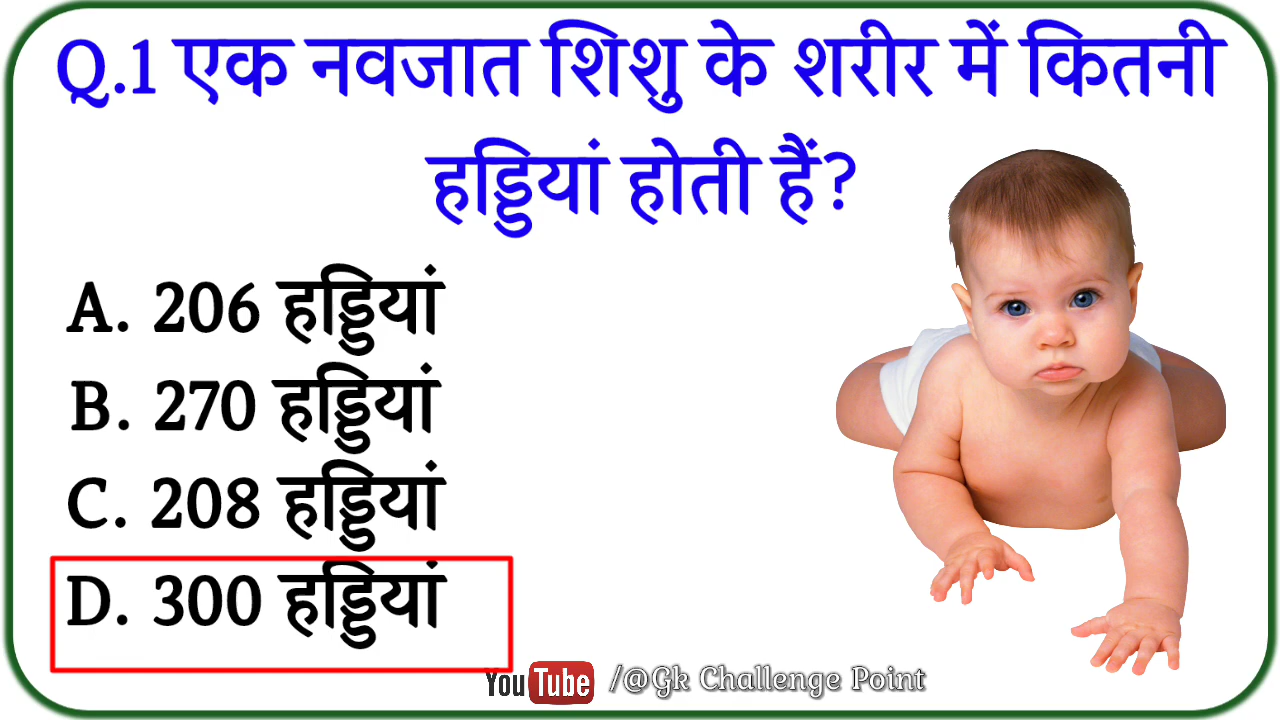 Q.1 एक नवजात शिशु के शरीर में कितनी
हड्डियां होती हैं?
A. 206 हड्डियां
B. 270 हड्डियां
C. 208 हड्डियां
D. 300 हड्डियां
YouTube /@Gk Challenge Point